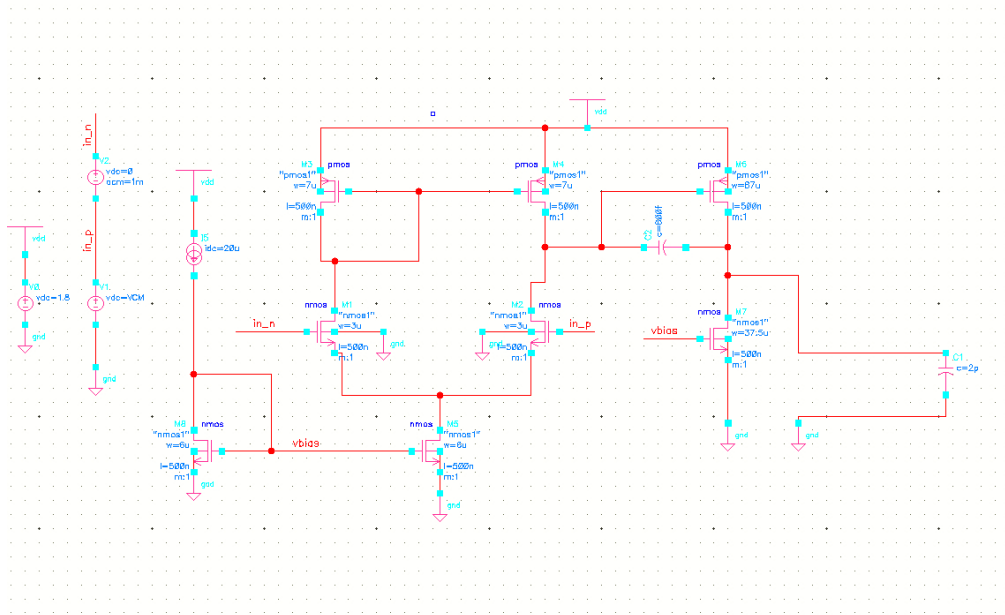 in_n
V2
vdc=0
acm=1m
in_p
vdd
V0
vdc=1.8
gnd
V1
vdc=VCM
gnd
vdd
I5
idc=20u
M8
nmos
"nmos1"
w=6u
l=500n
m:1
gnd
vbias
vdd
M3
pmos
"pmos1"
w=7u
l=500n
m:1
pmos
M4
"pmos1"
w=7u
l=500n
m:1
pmos
M6
"pmos1"
w=87u
l=500n
m:1
C2
c=600f
nmos
M1
"nmos1"
w=3u
l=500n
m:1
in_n
gnd
M2
nmos
"nmos1"
w=3u
l=500n
m:1
in_p
gnd
nmos
M7
"nmos1"
w=37.5u
l=500n
m:1
vbias
gnd
nmos
M5
"nmos1"
w=6u
l=500n
m:1
gnd
C1
c=2p
gnd